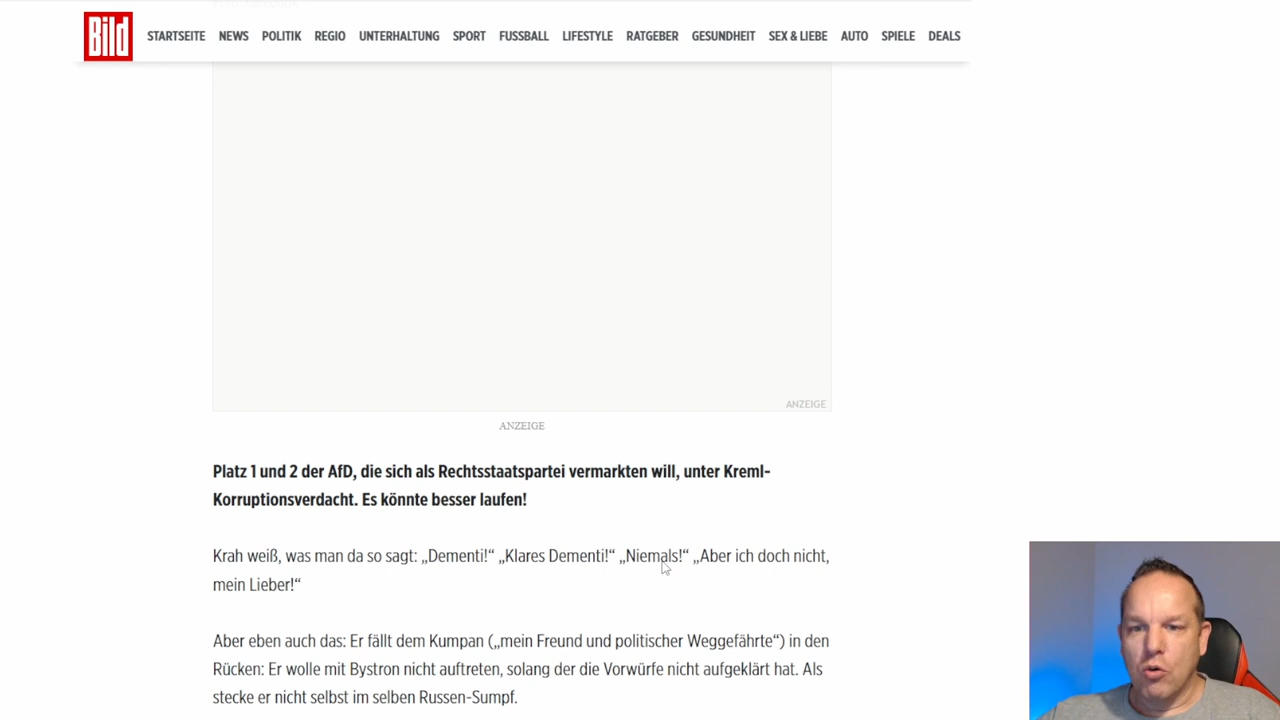 Bild
STARTSEITE NEWS POLITIK REGIO UNTERHALTUNG SPORT FUSSBALL LIFESTYLE RATGEBER GESUNDHEIT SEX & LIEBE AUTO SPIELE DEALS
ANZEIGE
ANZEIGE
Platz 1 und 2 der AfD, die sich als Rechtsstaatspartei vermarkten will, unter Kreml-
Korruptionsverdacht. Es könnte besser laufen!
Krah weiß, was man da so sagt: „Dementi!“ „Klares Dementi!“ „Niemals!“ „Aber ich doch nicht,
mein Lieber!“
Aber eben auch das: Er fällt dem Kumpan („mein Freund und politischer Weggefährte“) in den
Rücken: Er wolle mit Bystron nicht auftreten, solang der die Vorwürfe nicht aufgeklärt hat. Als
stecke er nicht selbst im selben Russen-Sumpf.